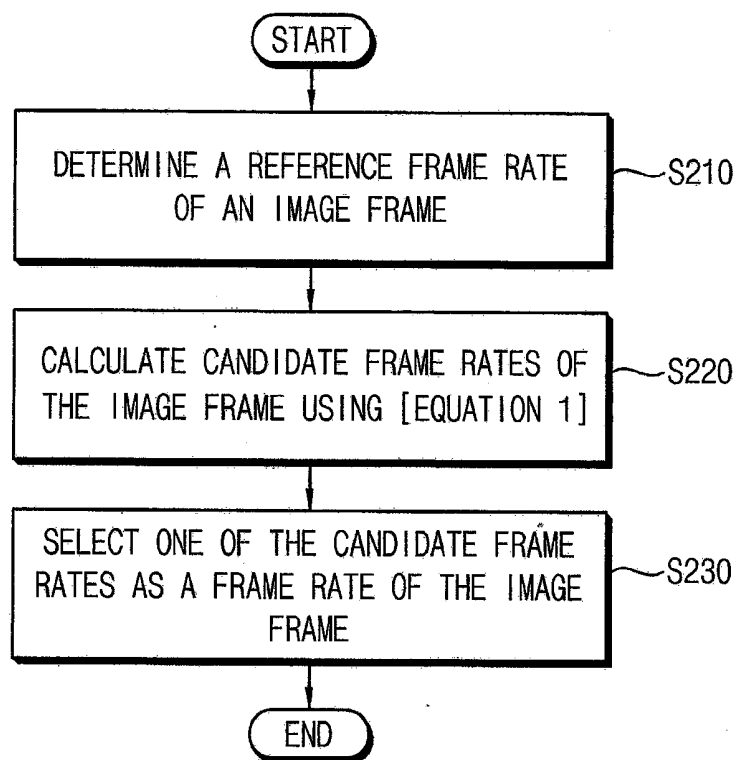 START
DETERMINE A REFERENCE FRAME RATE
OF AN IMAGE FRAME
S210
CALCULATE CANDIDATE FRAME RATES OF
THE IMAGE FRAME USING [EQUATION 1]
S220
SELECT ONE OF THE CANDIDATE FRAME
RATES AS A FRAME RATE OF THE IMAGE
FRAME
S230
END